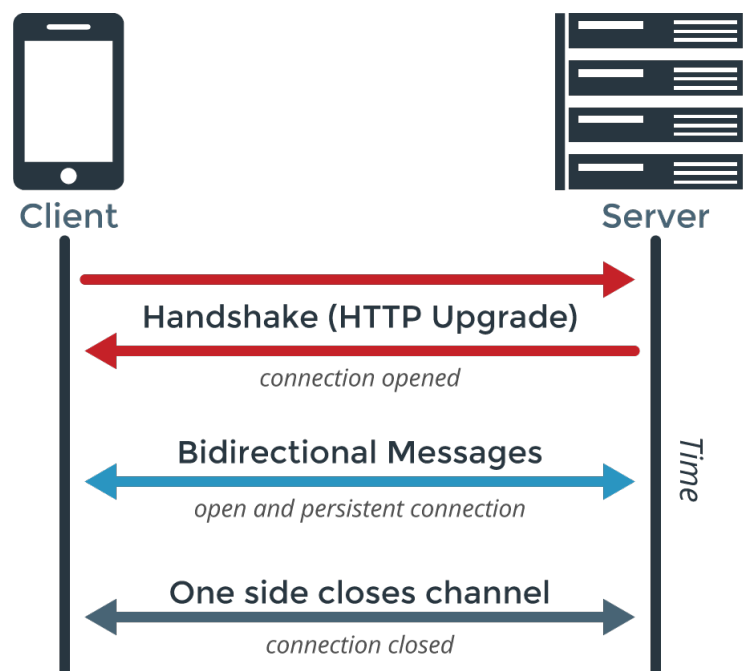 Client
Server
Handshake (HTTP Upgrade)
connection opened
Bidirectional Messages
Time
open and persistent connection
One side closes channel
connection closed